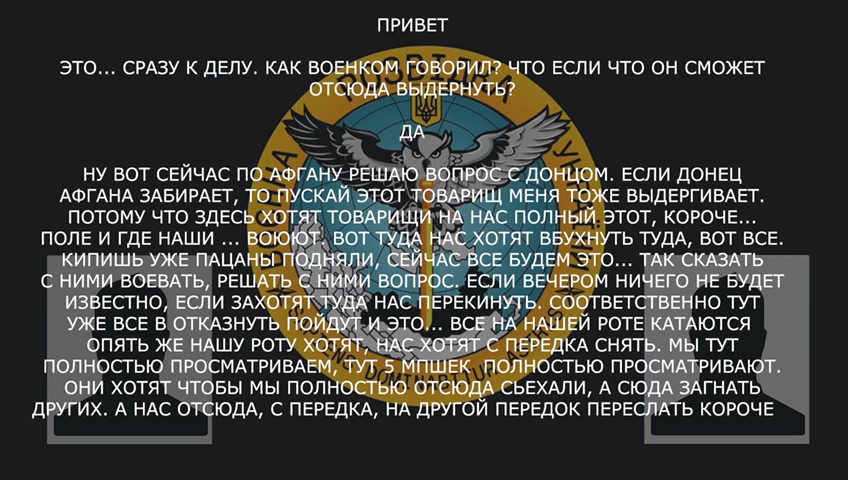 ПРИВЕТ
ЭТО... СРАЗУ К ДЕЛУ. КАК ВОЕНКОМ ГОВОРИЛ? ЧТО ЕСЛИ ЧТО ОН СМОЖЕТ
ОТСЮДА ВЫДЕРНУТЬ?
ДА
НУ ВОТ СЕЙЧАС ПО АФГАНУ РЕШАЮ ВОПРОС С ДОНЦОМ. ЕСЛИ ДОНЕЦ
АФГАНА ЗАБИРАЕТ, ТО ПУСКАЙ ЭТОТ ТОВАРИЩ МЕНЯ ТОЖЕ ВЫДЕРГИВАЕТ.
ПОТОМУ ЧТО ЗДЕСЬ ХОТЯТ ТОВАРИЩИ НА НАС ПОЛНЫЙ ЭТОТ, КОРОЧЕ...
ПОЛЕ И ГДЕ НАШИ ... ВОЮЮТ. ВОТ ТУДА НАС ХОТЯТ ВБУХНУТЬ ТУДА, ВОТ ВСЕ.
КИПИШЬ УЖЕ ПАЦАНЫ ПОДНЯЛИ, СЕЙЧАС ВСЕ БУДЕМ ЭТО... ТАК СКАЗАТЬ
С НИМИ ВОЕВАТЬ, РЕШАТЬ С НИМИ ВОПРОС. ЕСЛИ ВЕЧЕРОМ НИЧЕГО НЕ БУДЕТ
ИЗВЕСТНО, ЕСЛИ ЗАХОТЯТ ТУДА НАС ПЕРЕКИНУТЬ. СООТВЕТСТВЕННО ТУТ
УЖЕ ВСЕ В ОТКАЗНУТЬ ПОЙДУТ И ЭТО... ВСЕ НА НАШЕЙ РОТЕ КАТАЮТСЯ
ОПЯТЬ ЖЕ НАШУ РОТУ ХОТЯТ, НАС ХОТЯТ С ПЕРЕДКА СНЯТЬ. МЫ ТУТ
ПОЛНОСТЬЮ ПРОСМАТРИВАЕМ, ТУТ 5 МПШЕК. ПОЛНОСТЬЮ ПРОСМАТРИВАЮТ.
ОНИ ХОТЯТ ЧТОБЫ МЫ ПОЛНОСТЬЮ ОТСЮДА СЬЕХАЛИ, А СЮДА ЗАГНАТЬ
ДРУГИХ. А НАС ОТСЮДА, С ПЕРЕДКА, НА ДРУГОЙ ПЕРЕДОК ПЕРЕСЛАТЬ КОРОЧЕ
РОЗВІДКА УКРАЇНИ